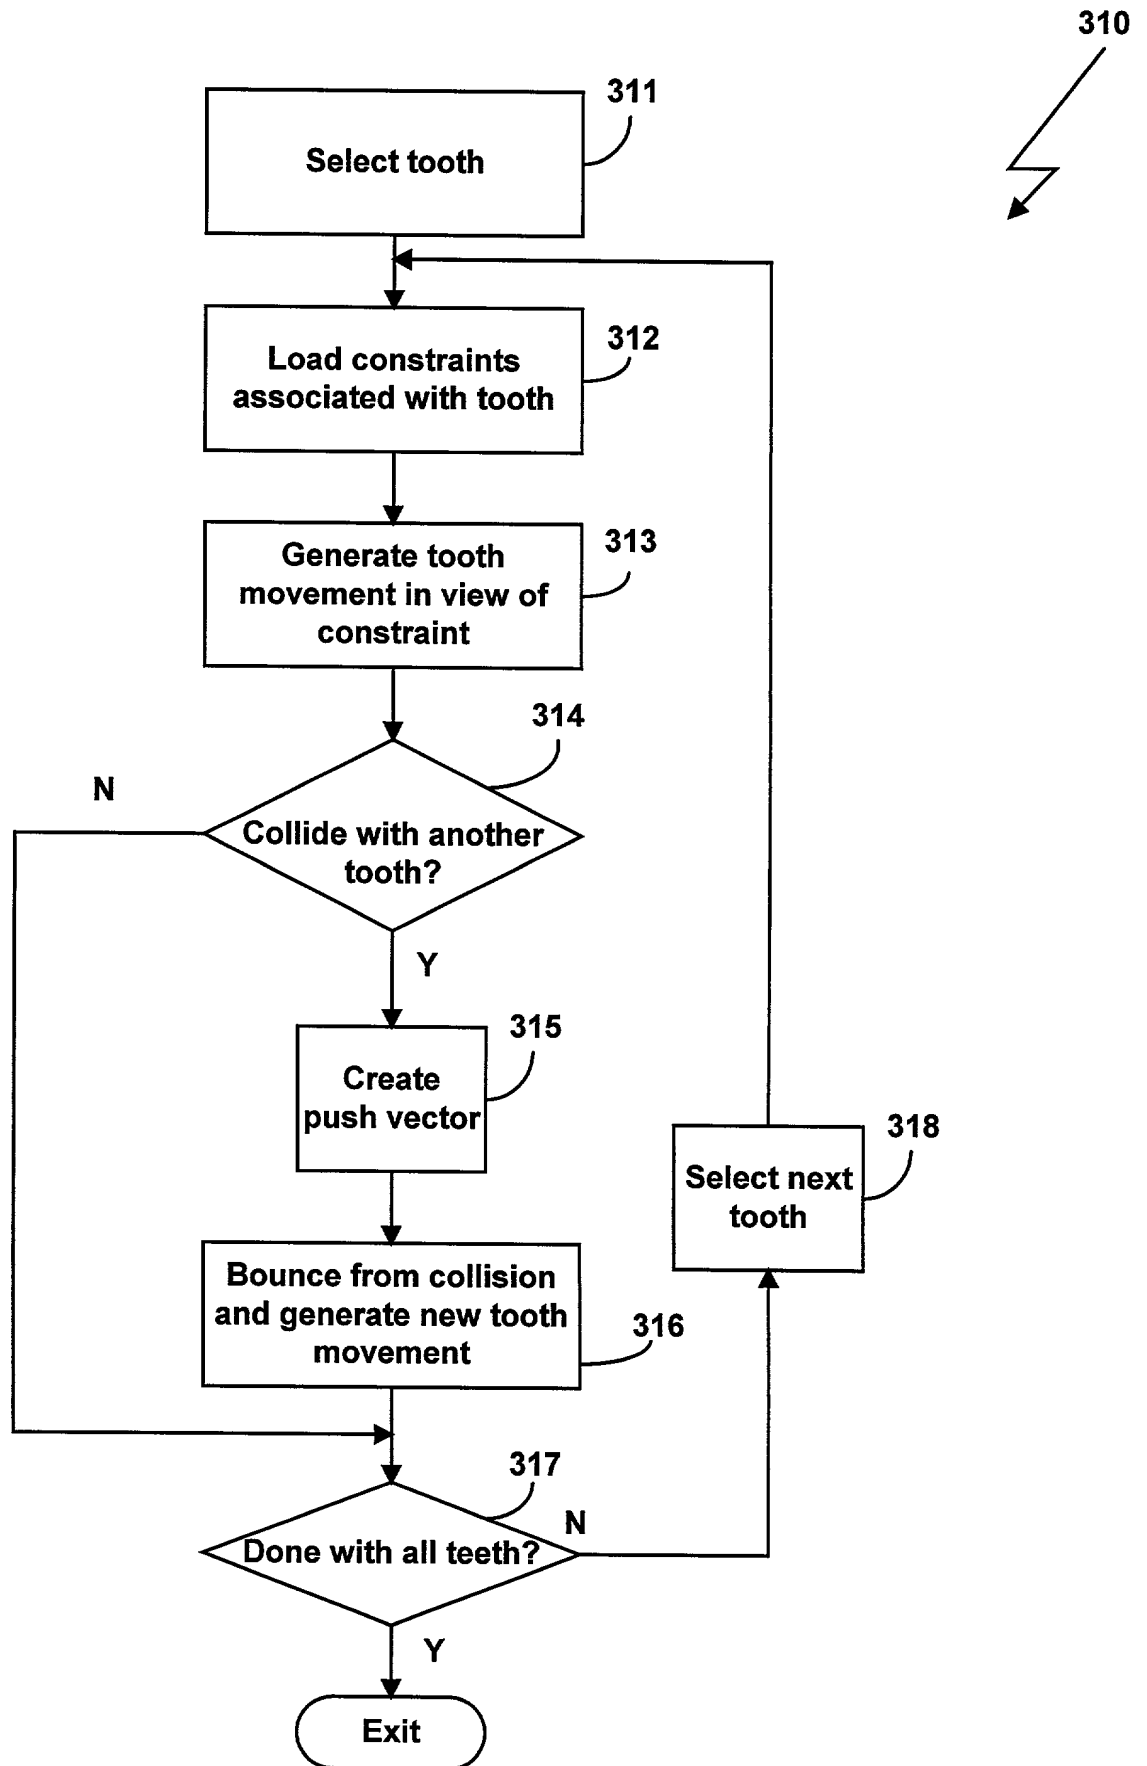 310
311
Select tooth
312
Load constraints
associated with tooth
313
Generate tooth
movement in view of
constraint
314
N
Collide with another
tooth?
Y
315
Create
push vector
318
Select next
tooth
Bounce from collision
and generate new tooth
movement
316
317
N
Done with all teeth?
Y
Exit